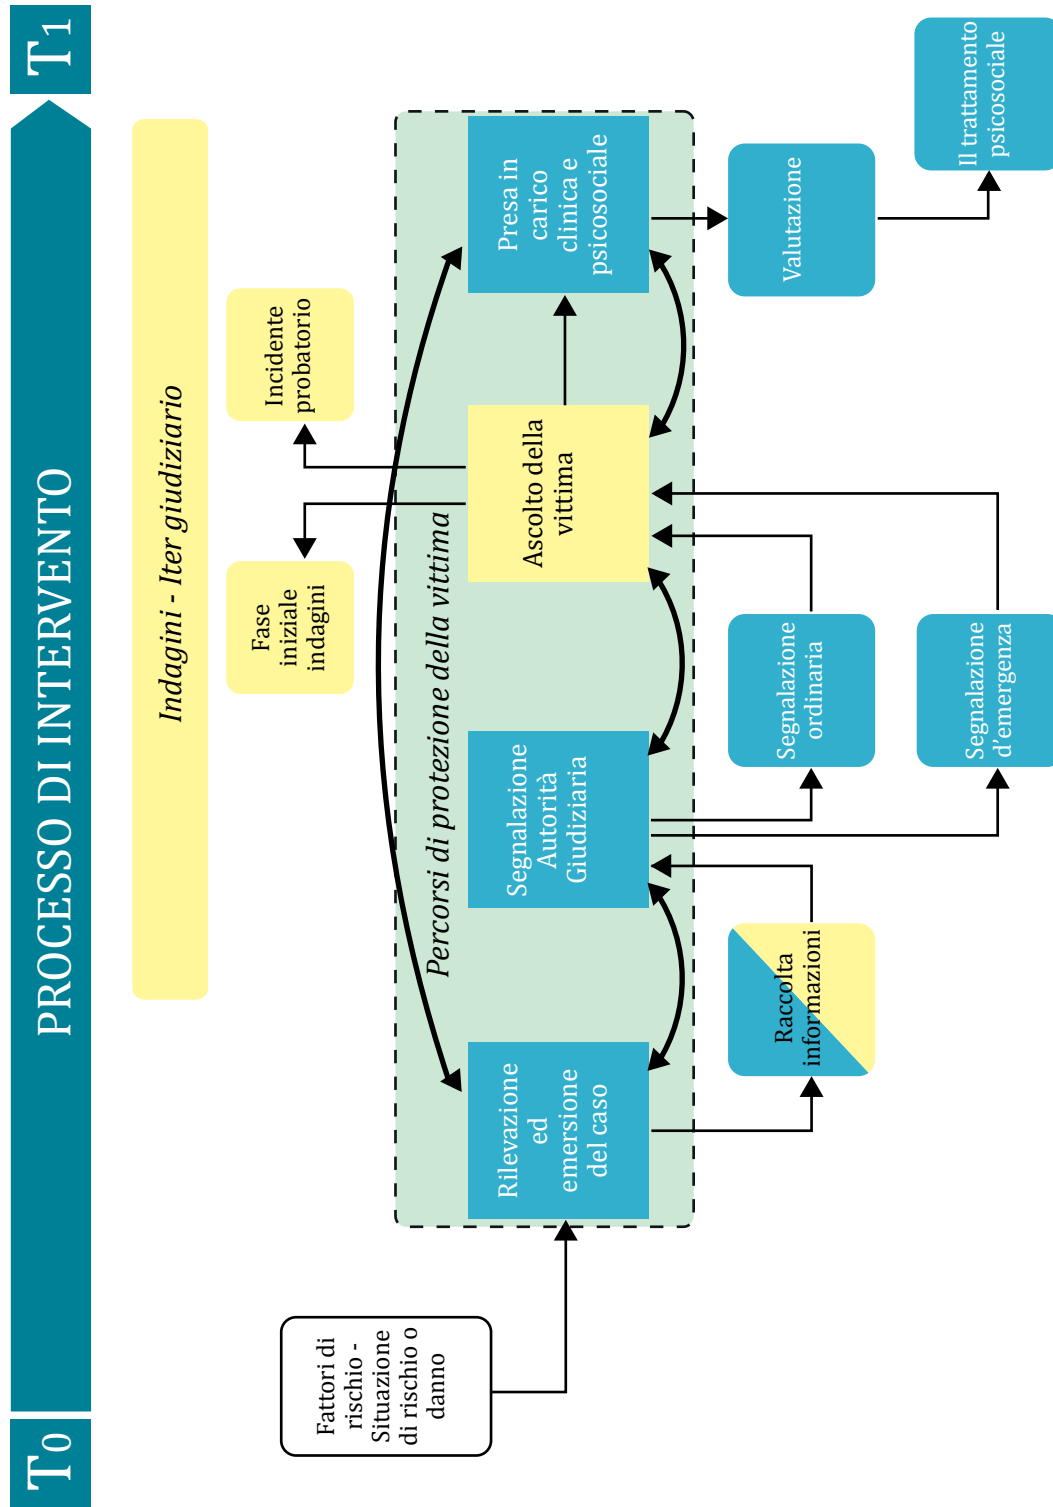 T0
PROCESSO DI INTERVENTO
T1
Indagini - Iter giudiziario
Fase
iniziale
indagini
Incidente
probatorio
Percorsi di protezione della vittima
Fattori di
rischio -
Situazione
di rischio o
danno
Rilevazione
ed
emersione
del caso
Segnalazione
Autorità
Giudiziaria
Ascolto della
vittima
Presa in
carico
clinica e
psicosociale
Raccolta
informazioni
Segnalazione
ordinaria
Valutazione
Segnalazione
d'emergenza
Il trattamento
psicosociale